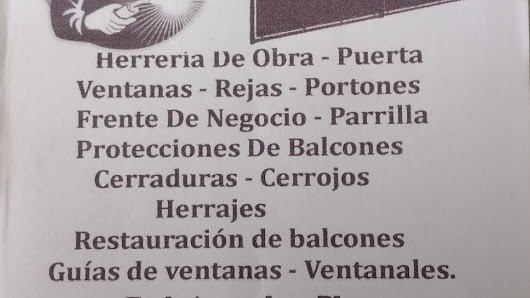 Herrería De Obra - Puerta
Ventanas - Rejas - Portones
Frente De Negocio - Parrilla
Protecciones De Balcones
Cerraduras - Cerrojos
Herrajes
Restauración de balcones
Guías de ventanas - Ventanales.